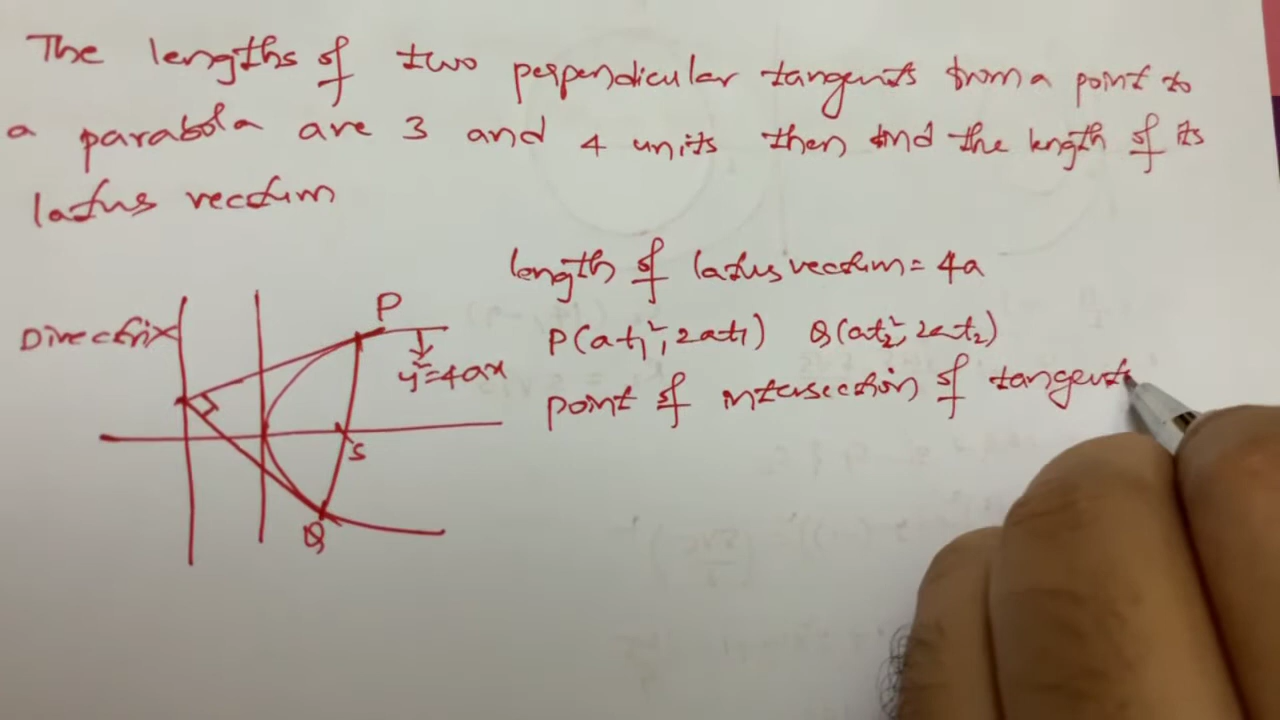 The lengths of two perpendicular tangents from a point to
a parabola are 3 and 4 units then find the length of its
latus rectum
length of latus rectum = 4a
P(at₁², 2at₁) Q(at₂², 2at₂)
point of intersection of tangents
Directrix
P
y²=4ax
S
Q